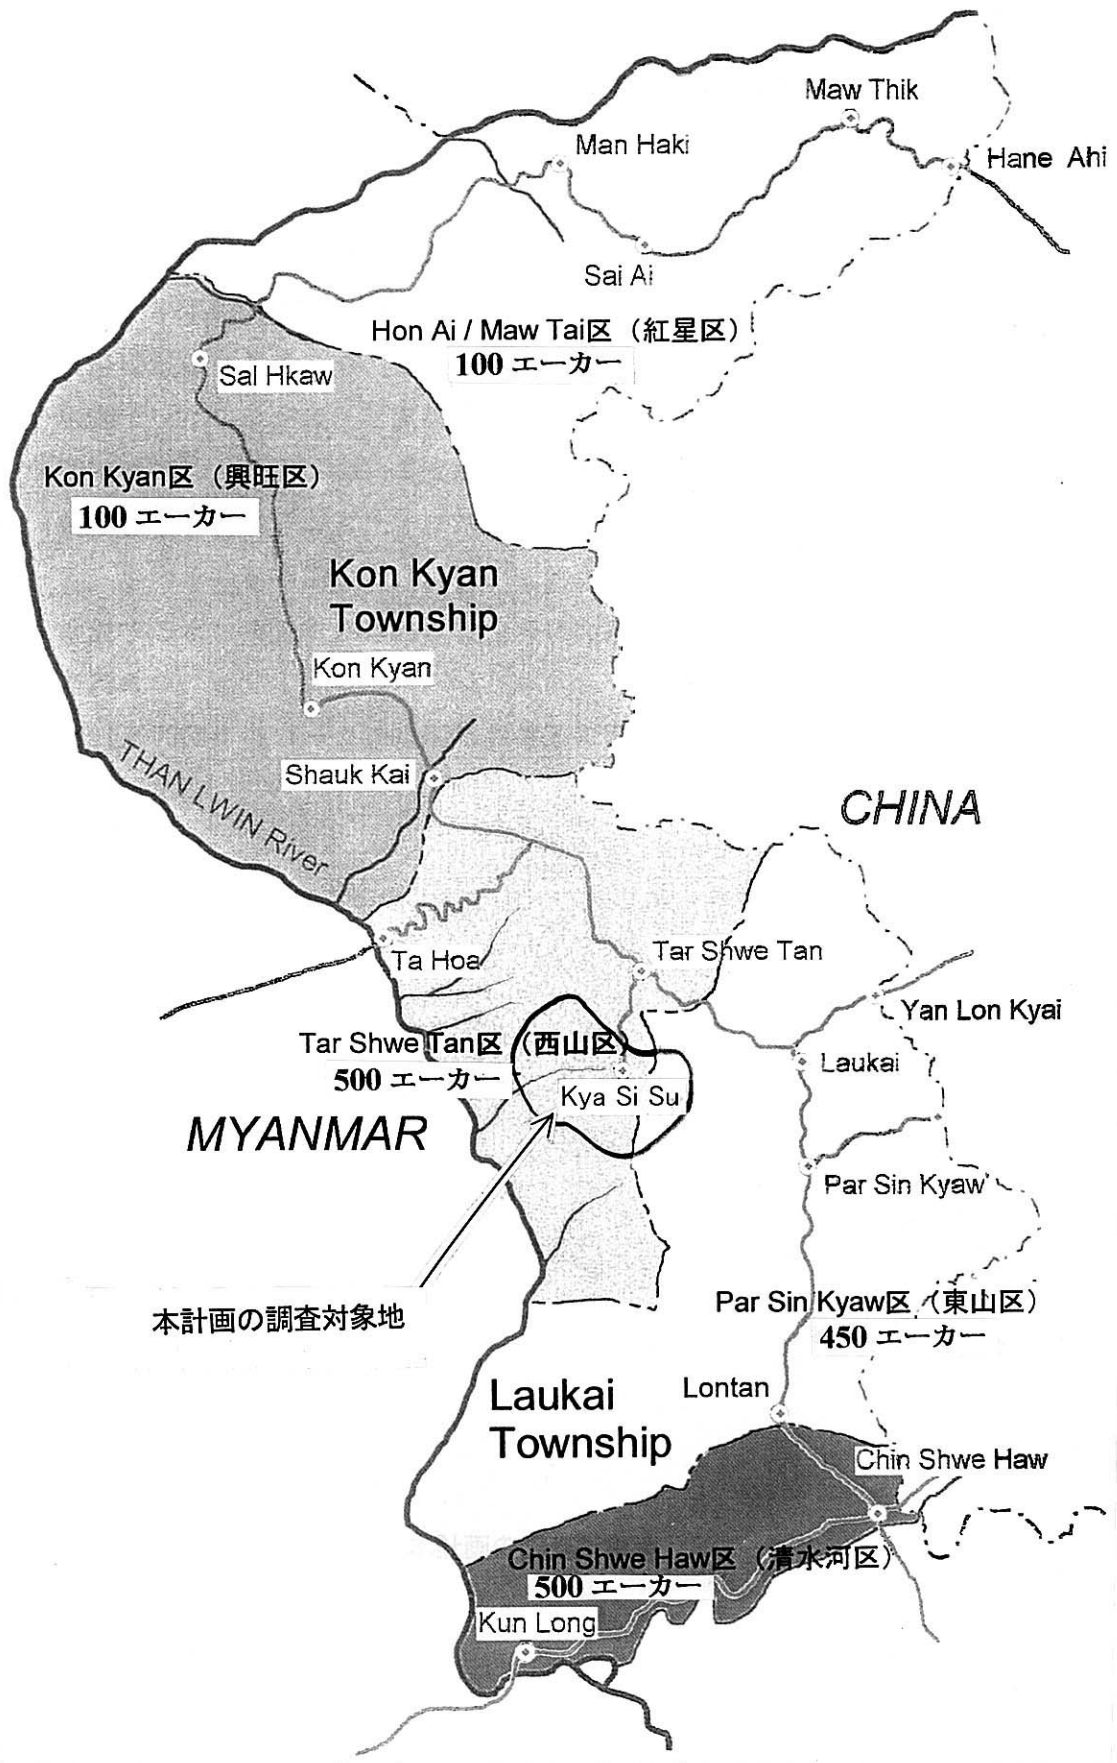 Maw Thik
Man Haki
Hane Ahi
Sai Ai
Hon Ai / Maw Tai区（紅星区）
100 エーカー
Sal Hkaw
Kon Kyan区（興旺区）
100 エーカー
Kon Kyan
Township
Kon Kyan
Shauk Kai
THAN LWIN River
CHINA
Ta Hoa
Tar Shwe Tan
Yan Lon Kyai
Tar Shwe Tan区（西山区）
500 エーカー
Laukai
Kya Si Su
MYANMAR
Par Sin Kyaw
本計画の調査対象地
Par Sin Kyaw区（東山区）
450 エーカー
Laukai
Township
Lontan
Chin Shwe Haw
Chin Shwe Haw区（清水河区）
500 エーカー
Kun Long